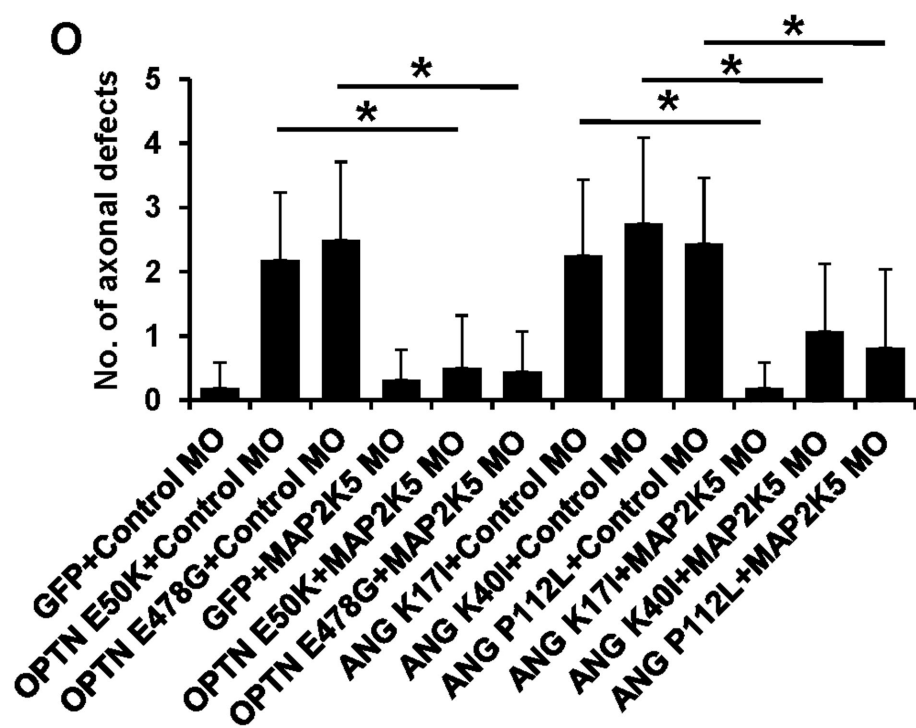 O
No. of axonal defects
5
4
3
2
1
0
*
*
*
*
*
GFP+Control MO
OPTN E50K+Control MO
OPTN E478G+Control MO
GFP+MAP2K5 MO
OPTN E50K+MAP2K5 MO
OPTN E478G+MAP2K5 MO
ANG K17I+Control MO
ANG K40I+Control MO
ANG P112L+Control MO
ANG K17I+MAP2K5 MO
ANG K40I+MAP2K5 MO
ANG P112L+MAP2K5 MO